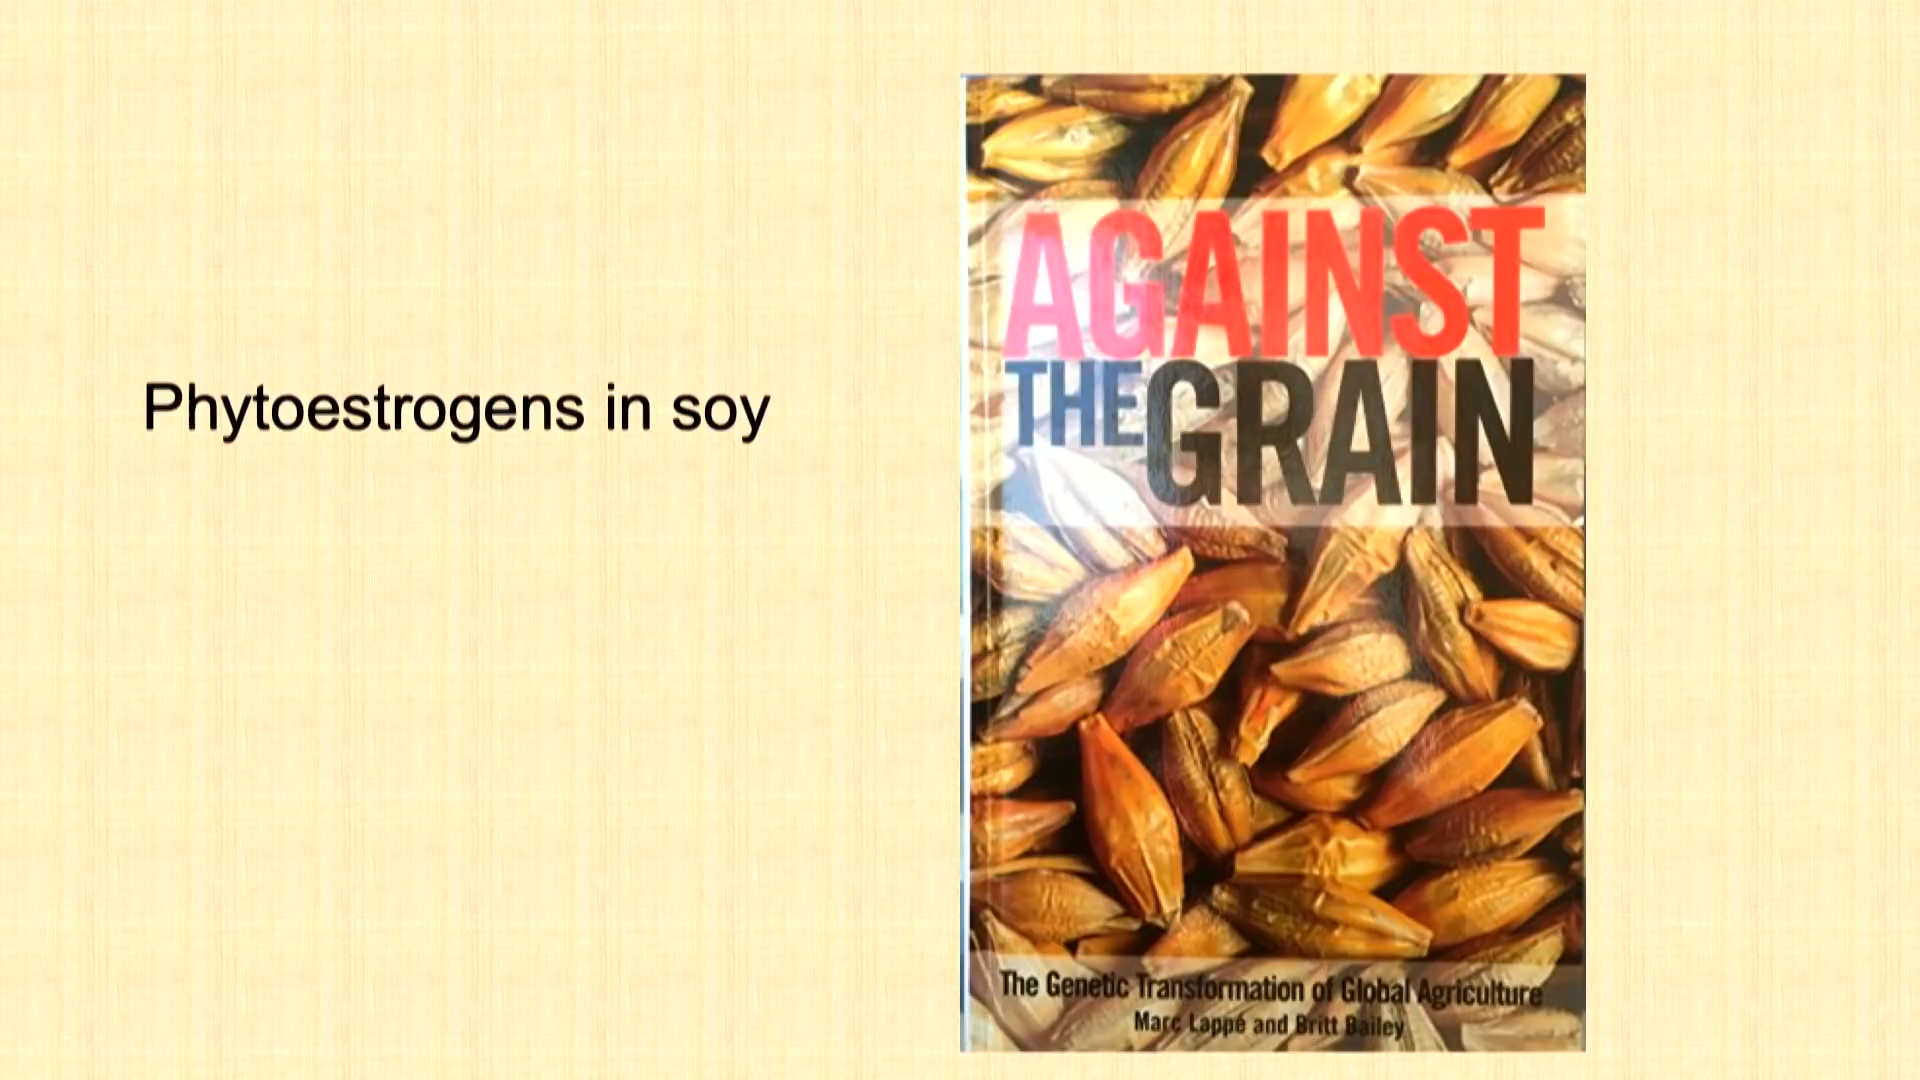 Phytoestrogens in soy
AGAINST
THE GRAIN
The Genetic Transformation of Global Agriculture
Marc Lappé and Britt Bailey